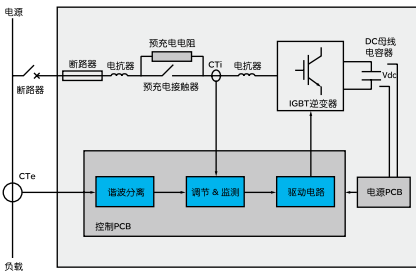 电源
断路器
断路器
电抗器
预充电电阻
预充电接触器
CTi
电抗器
DC母线
电容器
Vdc
IGBT逆变器
CTe
谐波分离
调节 & 监测
驱动电路
电源PCB
控制PCB
负载